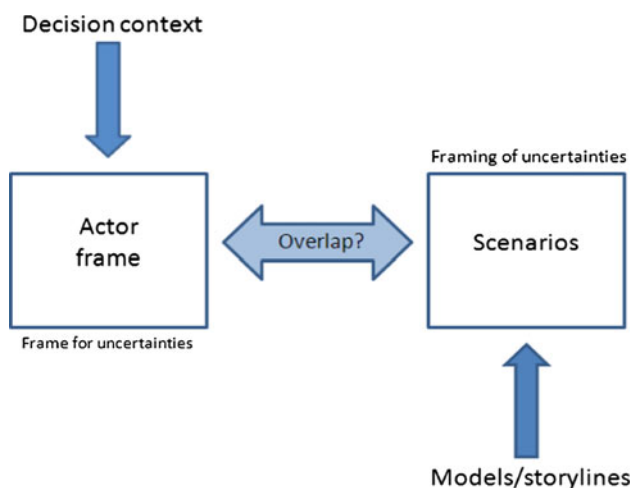 Decision context
Framing of uncertainties
Actor
frame
Overlap?
Scenarios
Frame for uncertainties
Models/storylines